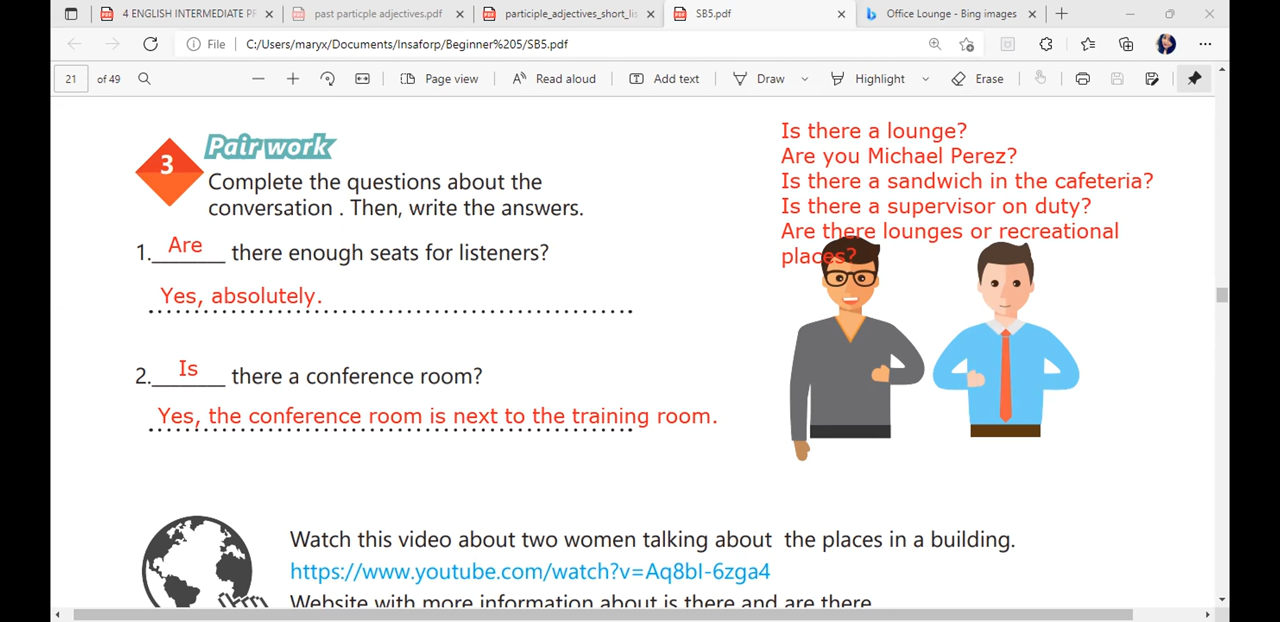 4 ENGLISH INTERMEDIATE PF
past particple adjectives.pdf
participle_adjectives_short_lis
SB5.pdf
Office Lounge - Bing images
File
C:/Users/maryx/Documents/Insaforp/Beginner%205/SB5.pdf
21 of 49
Page view
Read aloud
Add text
Draw
Highlight
Erase
3
Pair work
Complete the questions about the
conversation . Then, write the answers.
1. Are there enough seats for listeners?
Yes, absolutely.
2. Is there a conference room?
Yes, the conference room is next to the training room.
Is there a lounge?
Are you Michael Perez?
Is there a sandwich in the cafeteria?
Is there a supervisor on duty?
Are there lounges or recreational
places?
Watch this video about two women talking about the places in a building.
https://www.youtube.com/watch?v=Aq8bI-6zga4
Website with more information about is there and are there